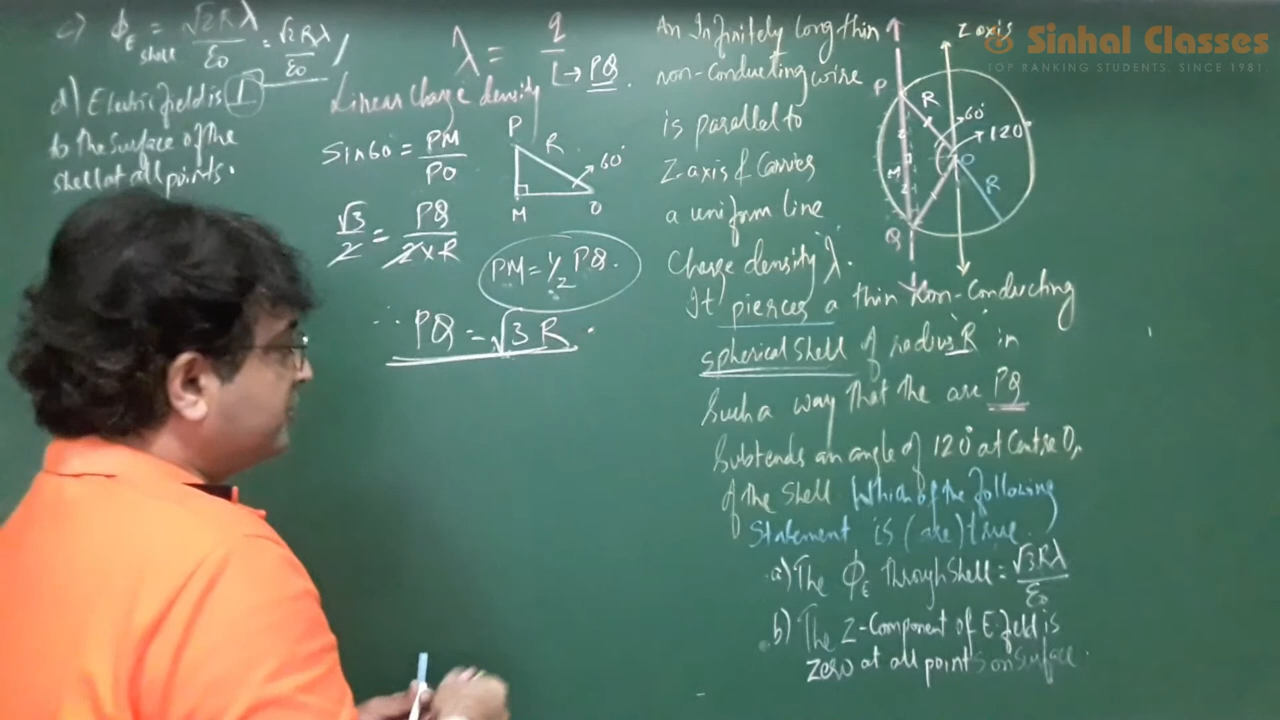 c) ϕE shell = √2Rλ/ε0 = √2Rλ/ε0
d) Electric field is ⊥
to the surface of the
shell at all points.
λ = q/L → PQ.
Linear charge density
Sin60 = PM/PO
P
R
60°
M
O
√3/2 = PQ/2×R
PM = 1/2 PQ.
∴ PQ = √3 R.
An Infinitely long thin
non-Conducting wire
is parallel to
Z-axis & Carries
a uniform line
Charge density 'λ'.
It pierces a thin Non-Conducting
Spherical Shell of radius 'R' in
Such a way that the arc PQ
Subtends an angle of 120° at Centre O,
of the Shell Which of the following
Statement is (are) true.
a) The ϕE through shell = √3Rλ/ε0
b) The Z-Component of E.field is
zero at all points on surface.
Z axis
P
R
60°
120°
O
M
R
Q
Sinhal Classes
TOP RANKING STUDENTS. SINCE 1981